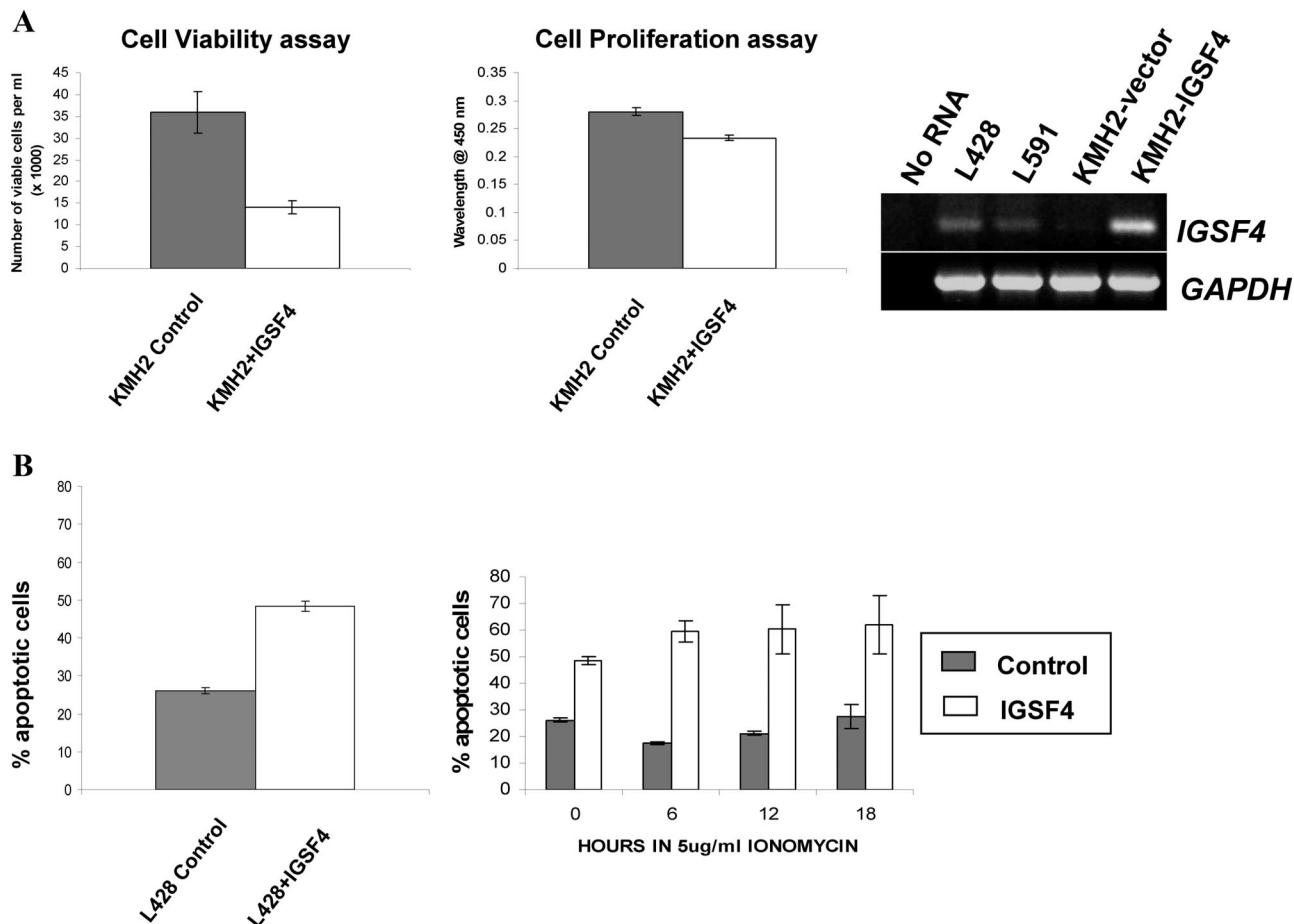 A
Cell Viability assay
Number of viable cells per ml
(x 1000)
45
40
35
30
25
20
15
10
5
0
KMH2 Control
KMH2+IGSF4
Cell Proliferation assay
Wavelength @ 450 nm
0.35
0.3
0.25
0.2
0.15
0.1
0.05
0
KMH2 Control
KMH2+IGSF4
No RNA
L428
L591
KMH2-vector
KMH2-IGSF4
IGSF4
GAPDH
B
% apoptotic cells
80
70
60
50
40
30
20
10
0
L428 Control
L428+IGSF4
% apoptotic cells
80
70
60
50
40
30
20
10
0
0 6 12 18
HOURS IN 5ug/ml IONOMYCIN
Control
IGSF4